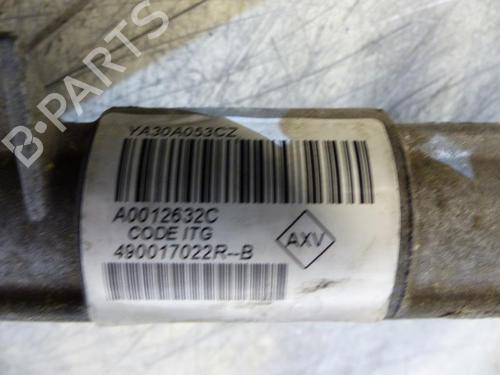 B-PARTS
YA30A053CZ
A0012632C
CODE ITG
AXV
490017022R--B